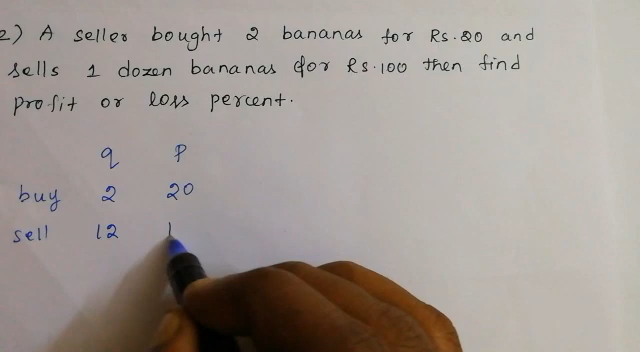 2) A seller bought 2 bananas for Rs.20 and
sells 1 dozen bananas for Rs.100 then find
profit or loss percent.
q P
buy 2 20
sell 12 1